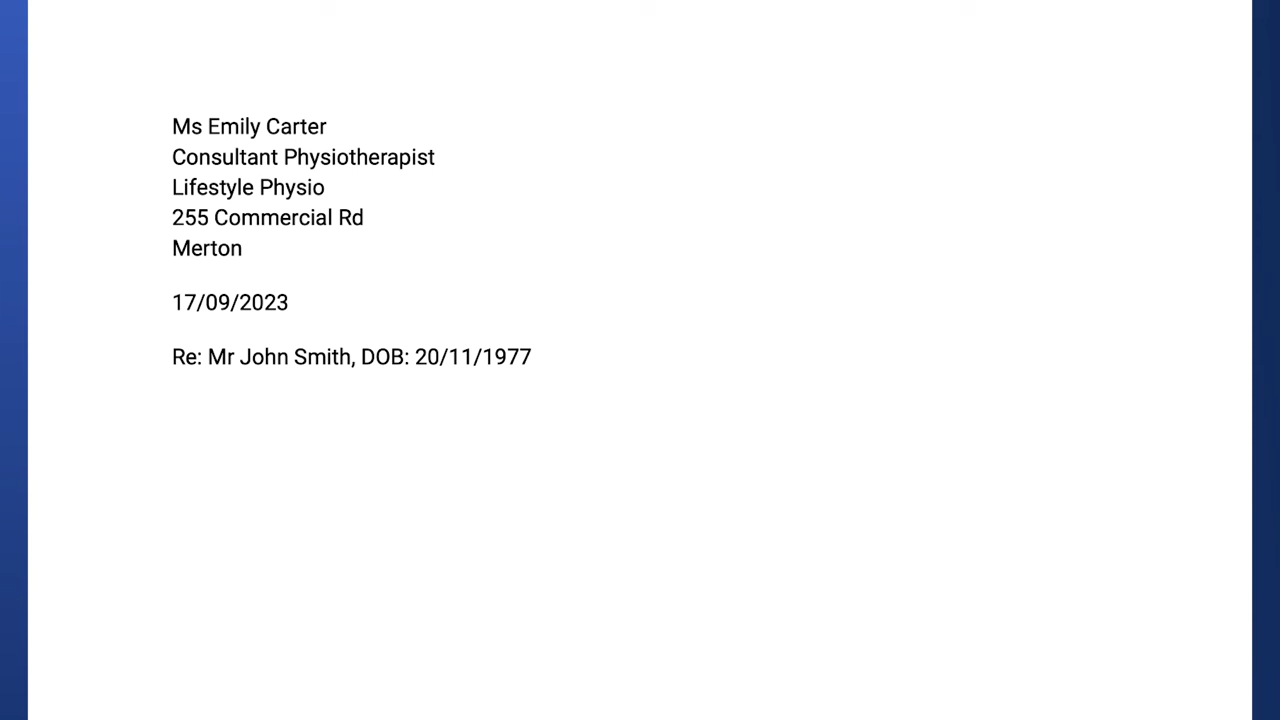 Ms Emily Carter
Consultant Physiotherapist
Lifestyle Physio
255 Commercial Rd
Merton
17/09/2023
Re: Mr John Smith, DOB: 20/11/1977